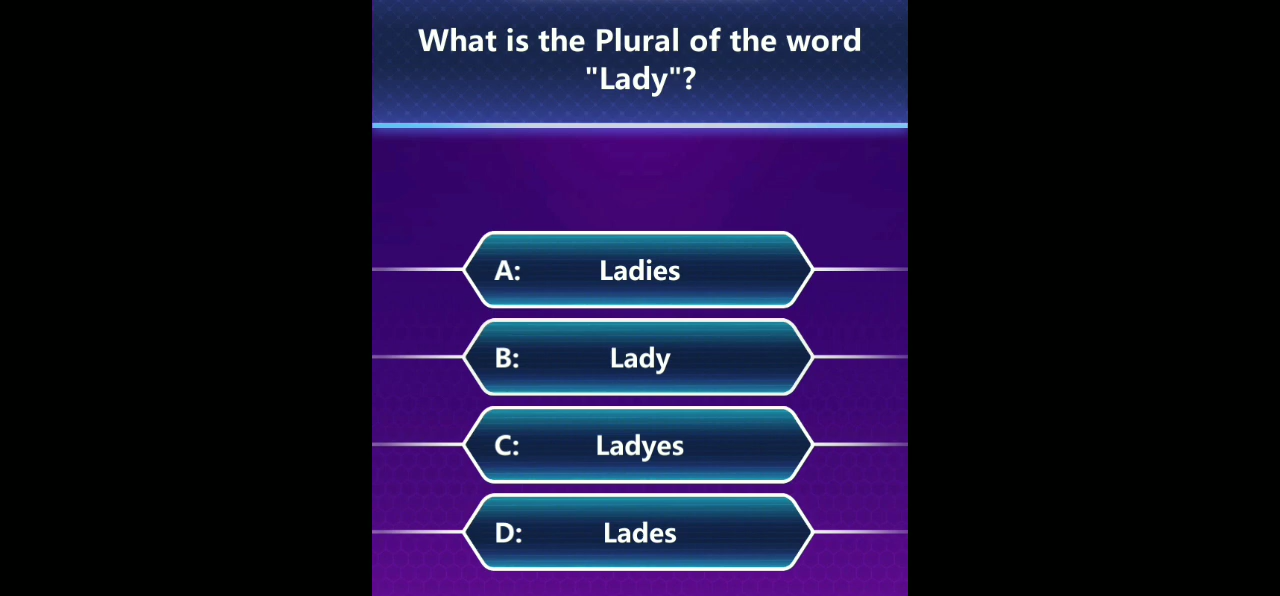 What is the Plural of the word
"Lady"?
A: Ladies
B: Lady
C: Ladyes
D: Lades